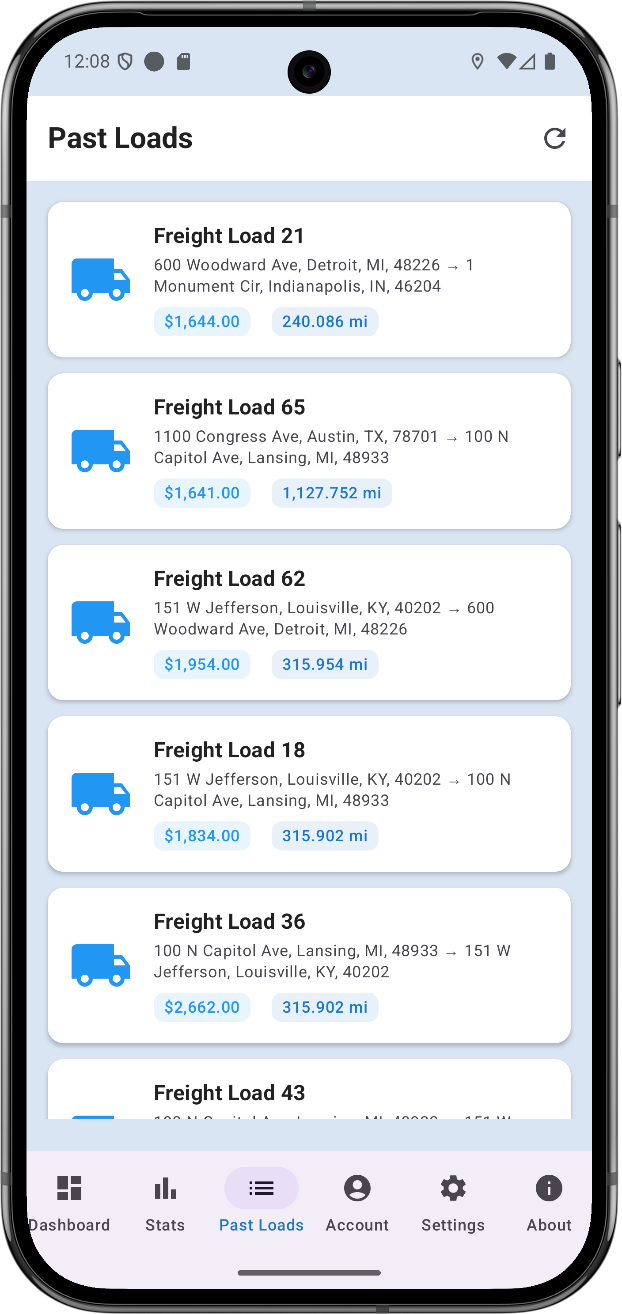 12:08
Past Loads
Freight Load 21
600 Woodward Ave, Detroit, MI, 48226 → 1
Monument Cir, Indianapolis, IN, 46204
$1,644.00 240.086 mi
Freight Load 65
1100 Congress Ave, Austin, TX, 78701 → 100 N
Capitol Ave, Lansing, MI, 48933
$1,641.00 1,127.752 mi
Freight Load 62
151 W Jefferson, Louisville, KY, 40202 → 600
Woodward Ave, Detroit, MI, 48226
$1,954.00 315.954 mi
Freight Load 18
151 W Jefferson, Louisville, KY, 40202 → 100 N
Capitol Ave, Lansing, MI, 48933
$1,834.00 315.902 mi
Freight Load 36
100 N Capitol Ave, Lansing, MI, 48933 → 151 W
Jefferson, Louisville, KY, 40202
$2,662.00 315.902 mi
Freight Load 43
Dashboard Stats Past Loads Account Settings About